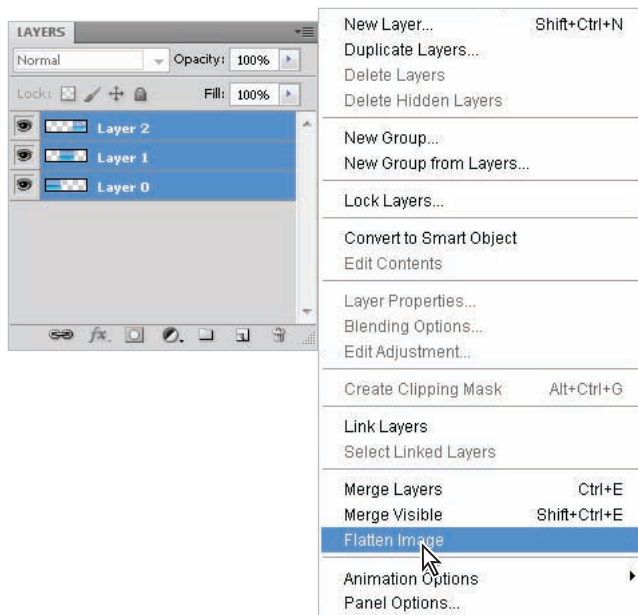 LAYERS
Normal Opacity: 100%
Lock: Fill: 100%
Layer 2
Layer 1
Layer 0
fx.
New Layer... Shift+Ctrl+N
Duplicate Layers...
Delete Layers
Delete Hidden Layers
New Group...
New Group from Layers...
Lock Layers...
Convert to Smart Object
Edit Contents
Layer Properties...
Blending Options...
Edit Adjustment...
Create Clipping Mask Alt+Ctrl+G
Link Layers
Select Linked Layers
Merge Layers Ctrl+E
Merge Visible Shift+Ctrl+E
Flatten Image
Animation Options
Panel Options...